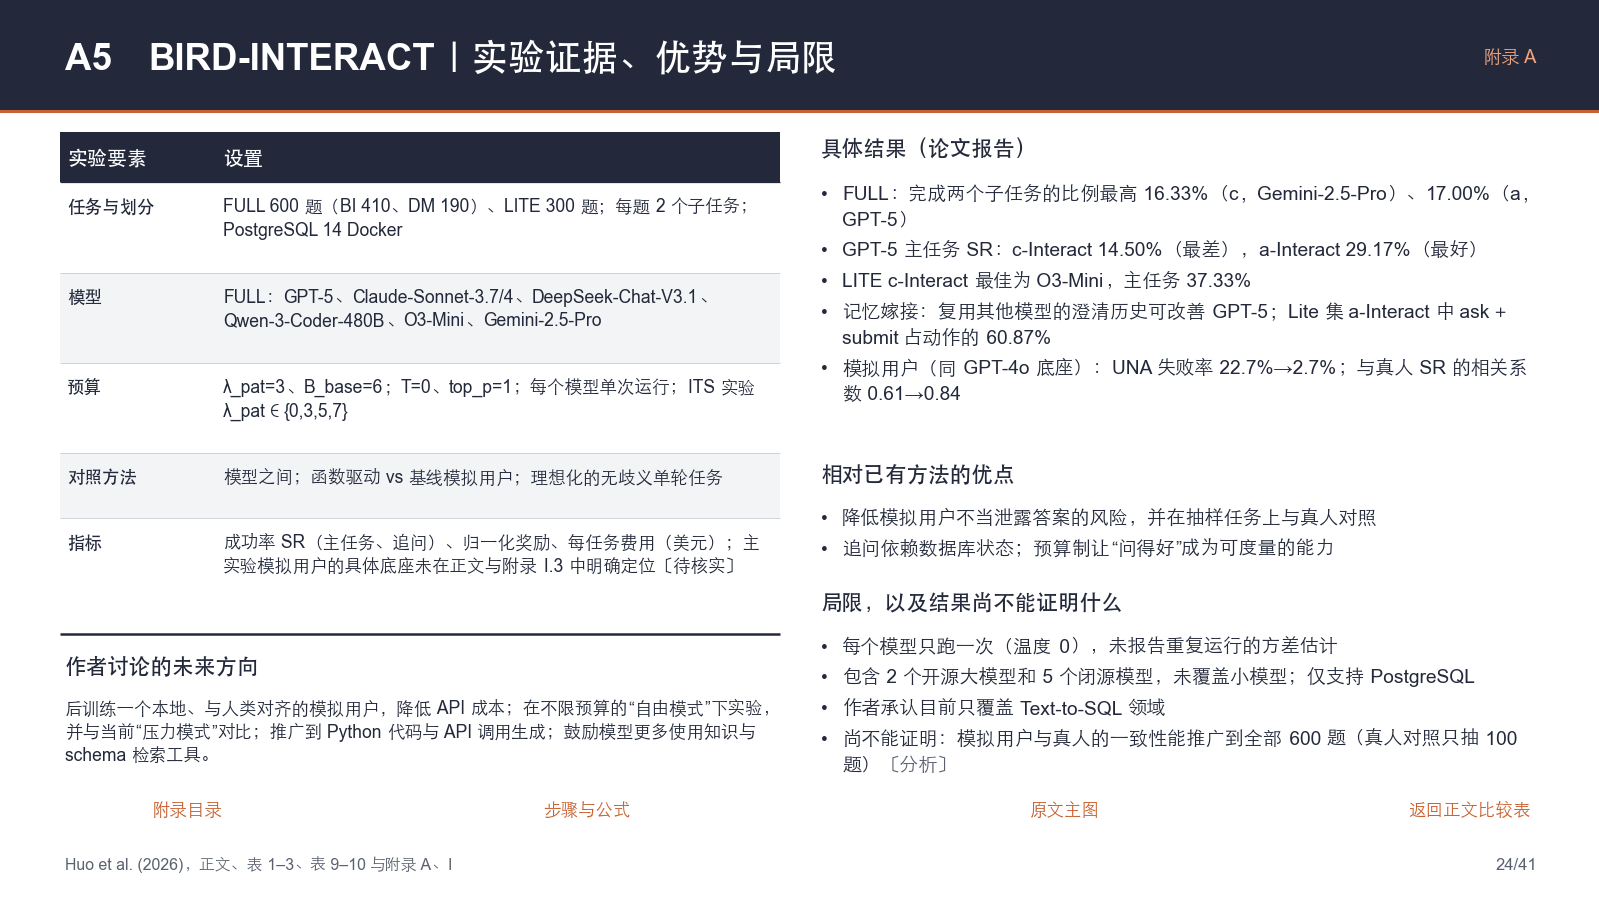 A5 BIRD-INTERACT｜实验证据、优势与局限
附录 A
实验要素 设置
任务与划分 FULL 600 题（BI 410、DM 190）、LITE 300 题；每题 2 个子任务；
PostgreSQL 14 Docker
模型 FULL：GPT-5、Claude-Sonnet-3.7/4、DeepSeek-Chat-V3.1、
Qwen-3-Coder-480B、O3-Mini、Gemini-2.5-Pro
预算 λ_pat=3、B_base=6；T=0、top_p=1；每个模型单次运行；ITS 实验
λ_pat ∈ {0,3,5,7}
对照方法 模型之间；函数驱动 vs 基线模拟用户；理想化的无歧义单轮任务
指标 成功率 SR（主任务、追问）、归一化奖励、每任务费用（美元）；主
实验模拟用户的具体底座未在正文与附录 I.3 中明确定位〔待核实〕
作者讨论的未来方向
后训练一个本地、与人类对齐的模拟用户，降低 API 成本；在不限预算的“自由模式”下实验，
并与当前“压力模式”对比；推广到 Python 代码与 API 调用生成；鼓励模型更多使用知识与
schema 检索工具。
具体结果（论文报告）
• FULL：完成两个子任务的比例最高 16.33%（c，Gemini-2.5-Pro）、17.00%（a，
GPT-5）
• GPT-5 主任务 SR：c-Interact 14.50%（最差），a-Interact 29.17%（最好）
• LITE c-Interact 最佳为 O3-Mini，主任务 37.33%
• 记忆嫁接：复用其他模型的澄清历史可改善 GPT-5；Lite 集 a-Interact 中 ask +
submit 占动作的 60.87%
• 模拟用户（同 GPT-4o 底座）：UNA 失败率 22.7%→2.7%；与真人 SR 的相关系
数 0.61→0.84
相对已有方法的优点
• 降低模拟用户不当泄露答案的风险，并在抽样任务上与真人对照
• 追问依赖数据库状态；预算制让“问得好”成为可度量的能力
局限，以及结果尚不能证明什么
• 每个模型只跑一次（温度 0），未报告重复运行的方差估计
• 包含 2 个开源大模型和 5 个闭源模型，未覆盖小模型；仅支持 PostgreSQL
• 作者承认目前只覆盖 Text-to-SQL 领域
• 尚不能证明：模拟用户与真人的一致性能推广到全部 600 题（真人对照只抽 100
题）〔分析〕
附录目录 步骤与公式 原文主图 返回正文比较表
Huo et al. (2026)，正文、表 1–3、表 9–10 与附录 A、I
24/41